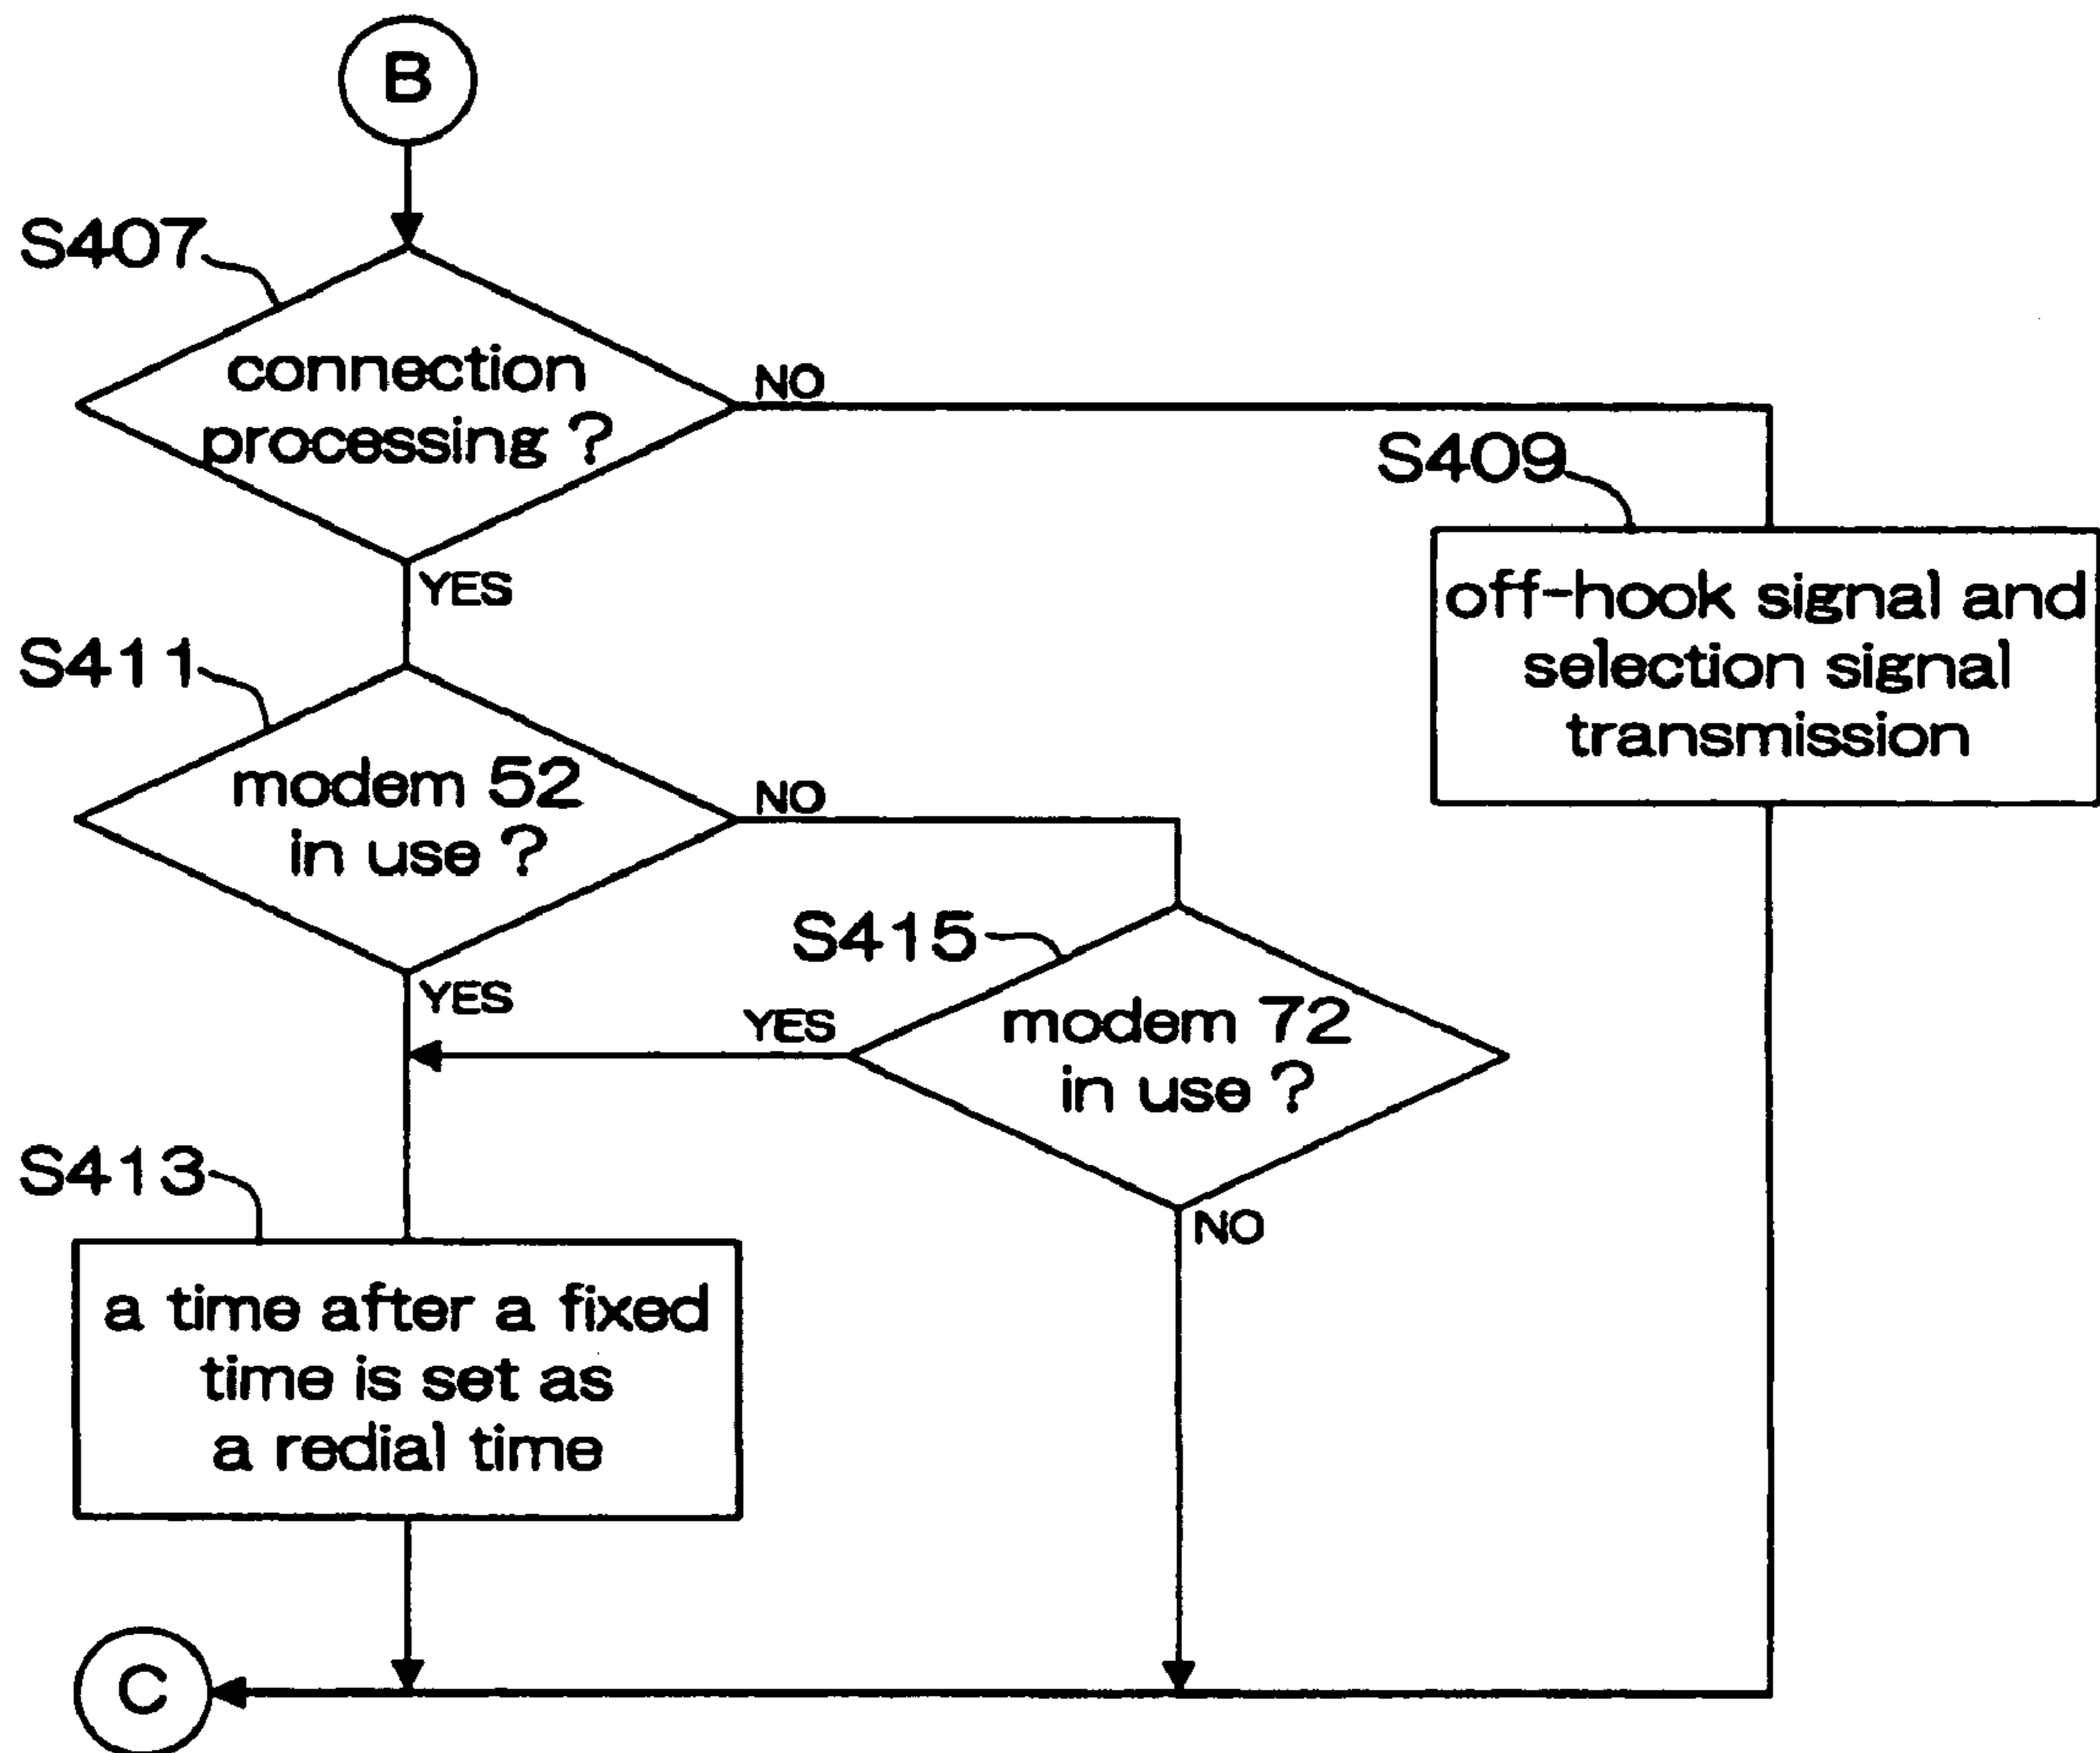 B
S407
connection
processing ?
NO
YES
S409
off-hook signal and
selection signal
transmission
S411
modem 52
in use ?
NO
YES
S415
modem 72
in use ?
YES
NO
S413
a time after a fixed
time is set as
a redial time
C